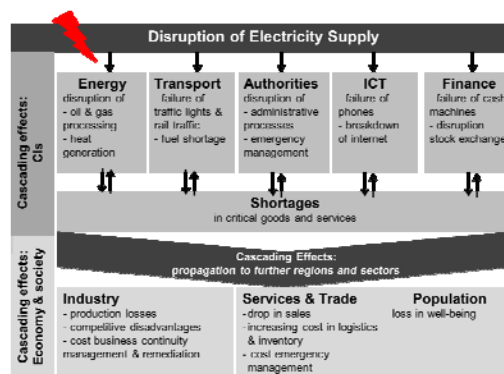 Disruption of Electricity Supply
Cascading effects:
CIs
Energy
disruption of
- oil & gas
processing
- heat
generation
Transport
failure of
traffic lights &
rail traffic
- fuel shortage
Authorities
disruption of
- administrative
processes
- emergency
management
ICT
failure of
phones
- breakdown
of internet
Finance
failure of cash
machines
- disruption
stock exchange
Shortages
in critical goods and services
Cascading Effects:
propagation to further regions and sectors
Cascading effects:
Economy & society
Industry
- production losses
- competitive disadvantages
- cost business continuity
management & remediation
Services & Trade
- drop in sales
- increasing cost in logistics
& inventory
- cost emergency
management
Population
loss in well-being